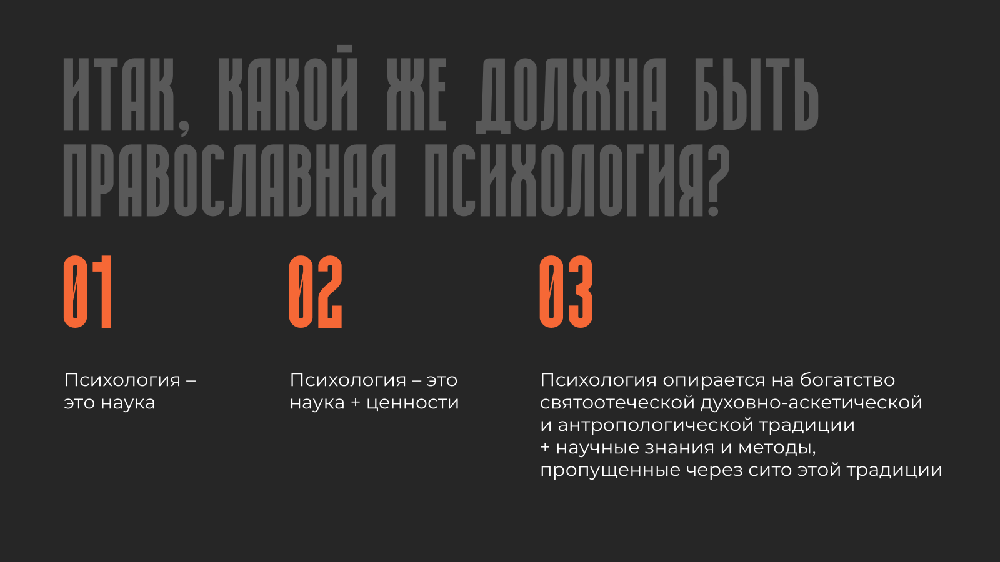 ИТАК, КАКОЙ ЖЕ ДОЛЖНА БЫТЬ
ПРАВОСЛАВНАЯ ПСИХОЛОГИЯ?
01
Психология –
это наука
02
Психология – это
наука + ценности
03
Психология опирается на богатство
святоотеческой духовно-аскетической
и антропологической традиции
+ научные знания и методы,
пропущенные через сито этой традиции